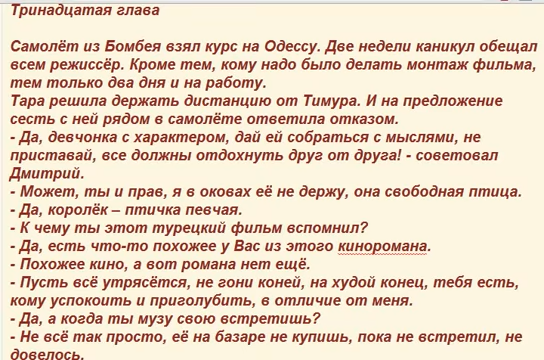 Тринадцатая глава
Самолёт из Бомбея взял курс на Одессу. Две недели каникул обещал
всем режиссёр. Кроме тем, кому надо было делать монтаж фильма,
тем только два дня и на работу.
Тара решила держать дистанцию от Тимура. И на предложение
сесть с ней рядом в самолёте ответила отказом.
- Да, девчонка с характером, дай ей собраться с мыслями, не
приставай, все должны отдохнуть друг от друга! - советовал
Дмитрий.
- Может, ты и прав, я в оковах её не держу, она свободная птица.
- Да, королёк – птичка певчая.
- К чему ты этот турецкий фильм вспомнил?
- Да, есть что-то похожее у Вас из этого киноромана.
- Похожее кино, а вот романа нет ещё.
- Пусть всё утрясётся, не гони коней, на худой конец, тебя есть,
кому успокоить и приголубить, в отличие от меня.
- Да, а когда ты музу свою встретишь?
- Не всё так просто, её на базаре не купишь, пока не встретил, не
довелось.